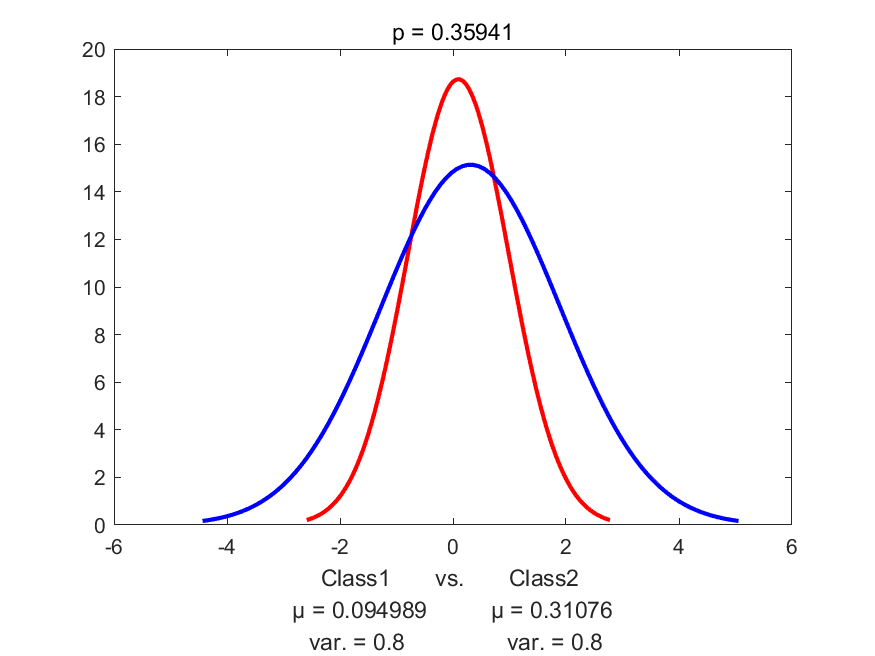 p = 0.35941
20
18
16
14
12
10
8
6
4
2
0
-6 -4 -2 0 2 4 6
Class1 vs. Class2
μ = 0.094989 μ = 0.31076
var. = 0.8 var. = 0.8